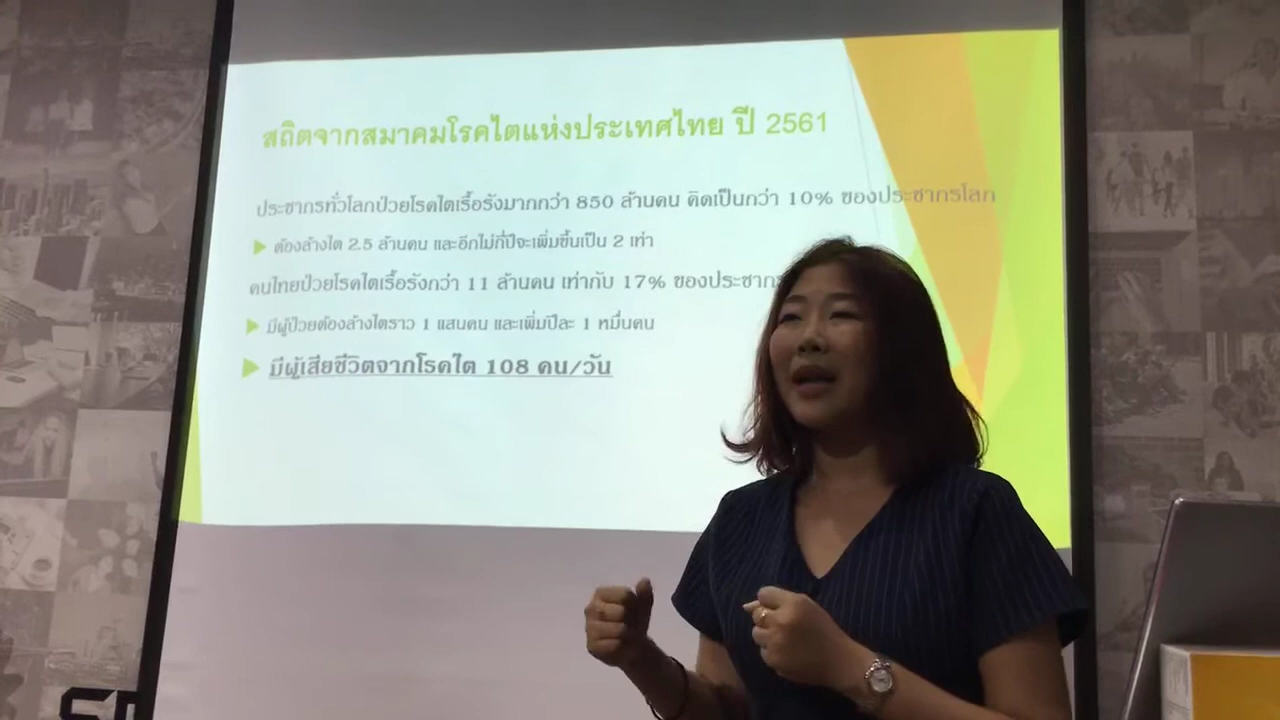 สถิตจากสมาคมโรคไตแห่งประเทศไทย ปี 2561
ประชากรทั่วโลกป่วยโรคไตเรื้อรังมากกว่า 850 ล้านคน คิดเป็นกว่า 10% ของประชากรโลก
ต้องล้างไต 2.5 ล้านคน และอีกไม่กี่ปีจะเพิ่มขึ้นเป็น 2 เท่า
คนไทยป่วยโรคไตเรื้อรังกว่า 11 ล้านคน เท่ากับ 17% ของประชากร
มีผู้ป่วยต้องล้างไตราว 1 แสนคน และเพิ่มปีละ 1 หมื่นคน
มีผู้เสียชีวิตจากโรคไต 108 คน/วัน